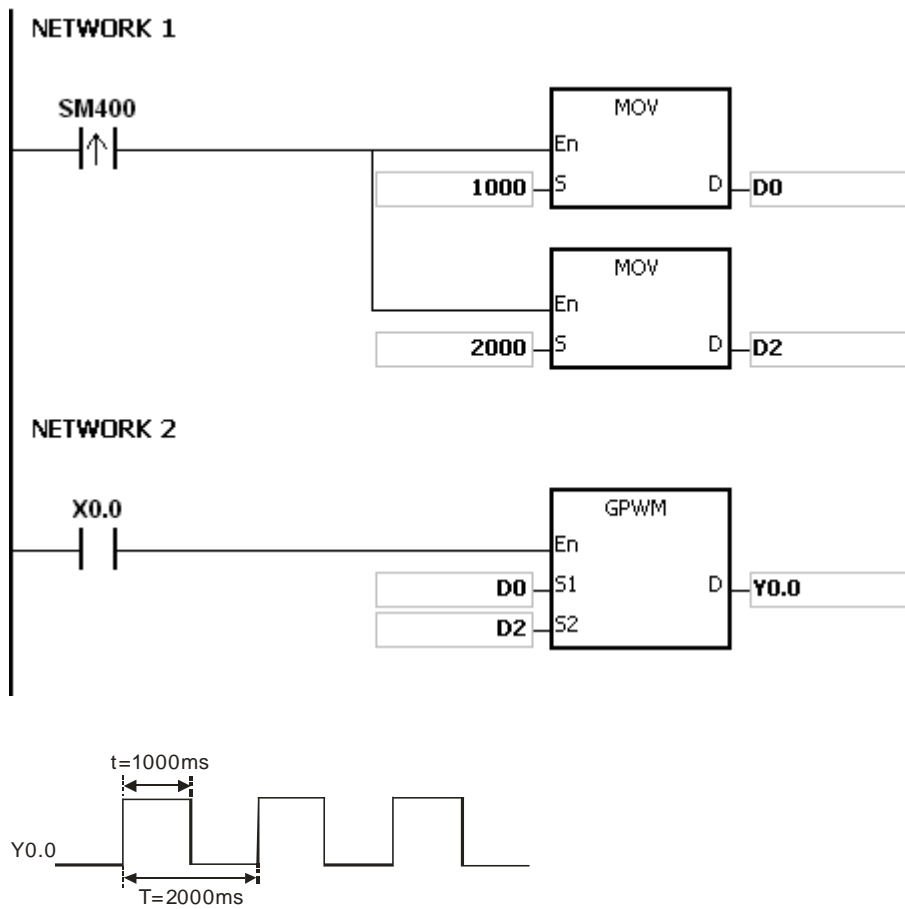 NETWORK 1
SM400
MOV
En
1000 S D D0
MOV
En
2000 S D D2
NETWORK 2
X0.0
GPWM
En
D0 S1 D Y0.0
D2 S2
t=1000ms
Y0.0
T=2000ms